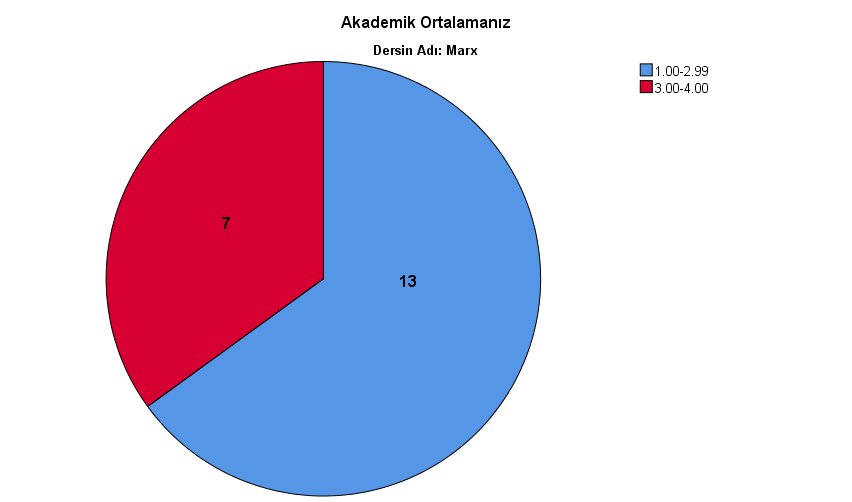 Akademik Ortalamanız
Dersin Adı: Marx
1.00-2.99
3.00-4.00
7
13